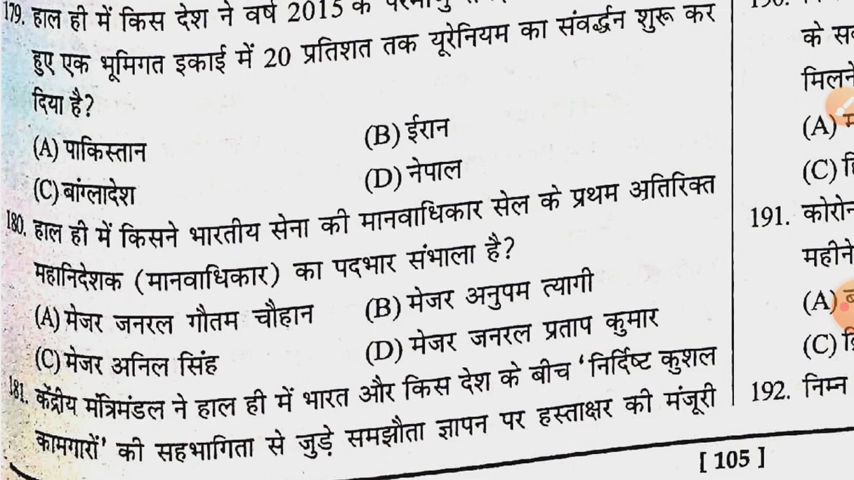 179. हाल ही में किस देश ने वर्ष 2015 के
हुए एक भूमिगत इकाई में 20 प्रतिशत तक यूरेनियम का संवर्द्धन शुरू कर
दिया है?
(A) पाकिस्तान
(B) ईरान
(C) बांग्लादेश
(D) नेपाल
180. हाल ही में किसने भारतीय सेना की मानवाधिकार सेल के प्रथम अतिरिक्त
महानिदेशक (मानवाधिकार) का पदभार संभाला है?
(A) मेजर जनरल गौतम चौहान
(B) मेजर अनुपम त्यागी
(C) मेजर अनिल सिंह
(D) मेजर जनरल प्रताप कुमार
181. केंद्रीय मंत्रिमंडल ने हाल ही में भारत और किस देश के बीच ‘निर्दिष्ट कुशल
कामगारों’ की सहभागिता से जुड़े समझौता ज्ञापन पर हस्ताक्षर की मंजूरी
[ 105 ]
के
मिलने
(A)
(C)
191.
महीने
(A)
(C)
192. निम्न